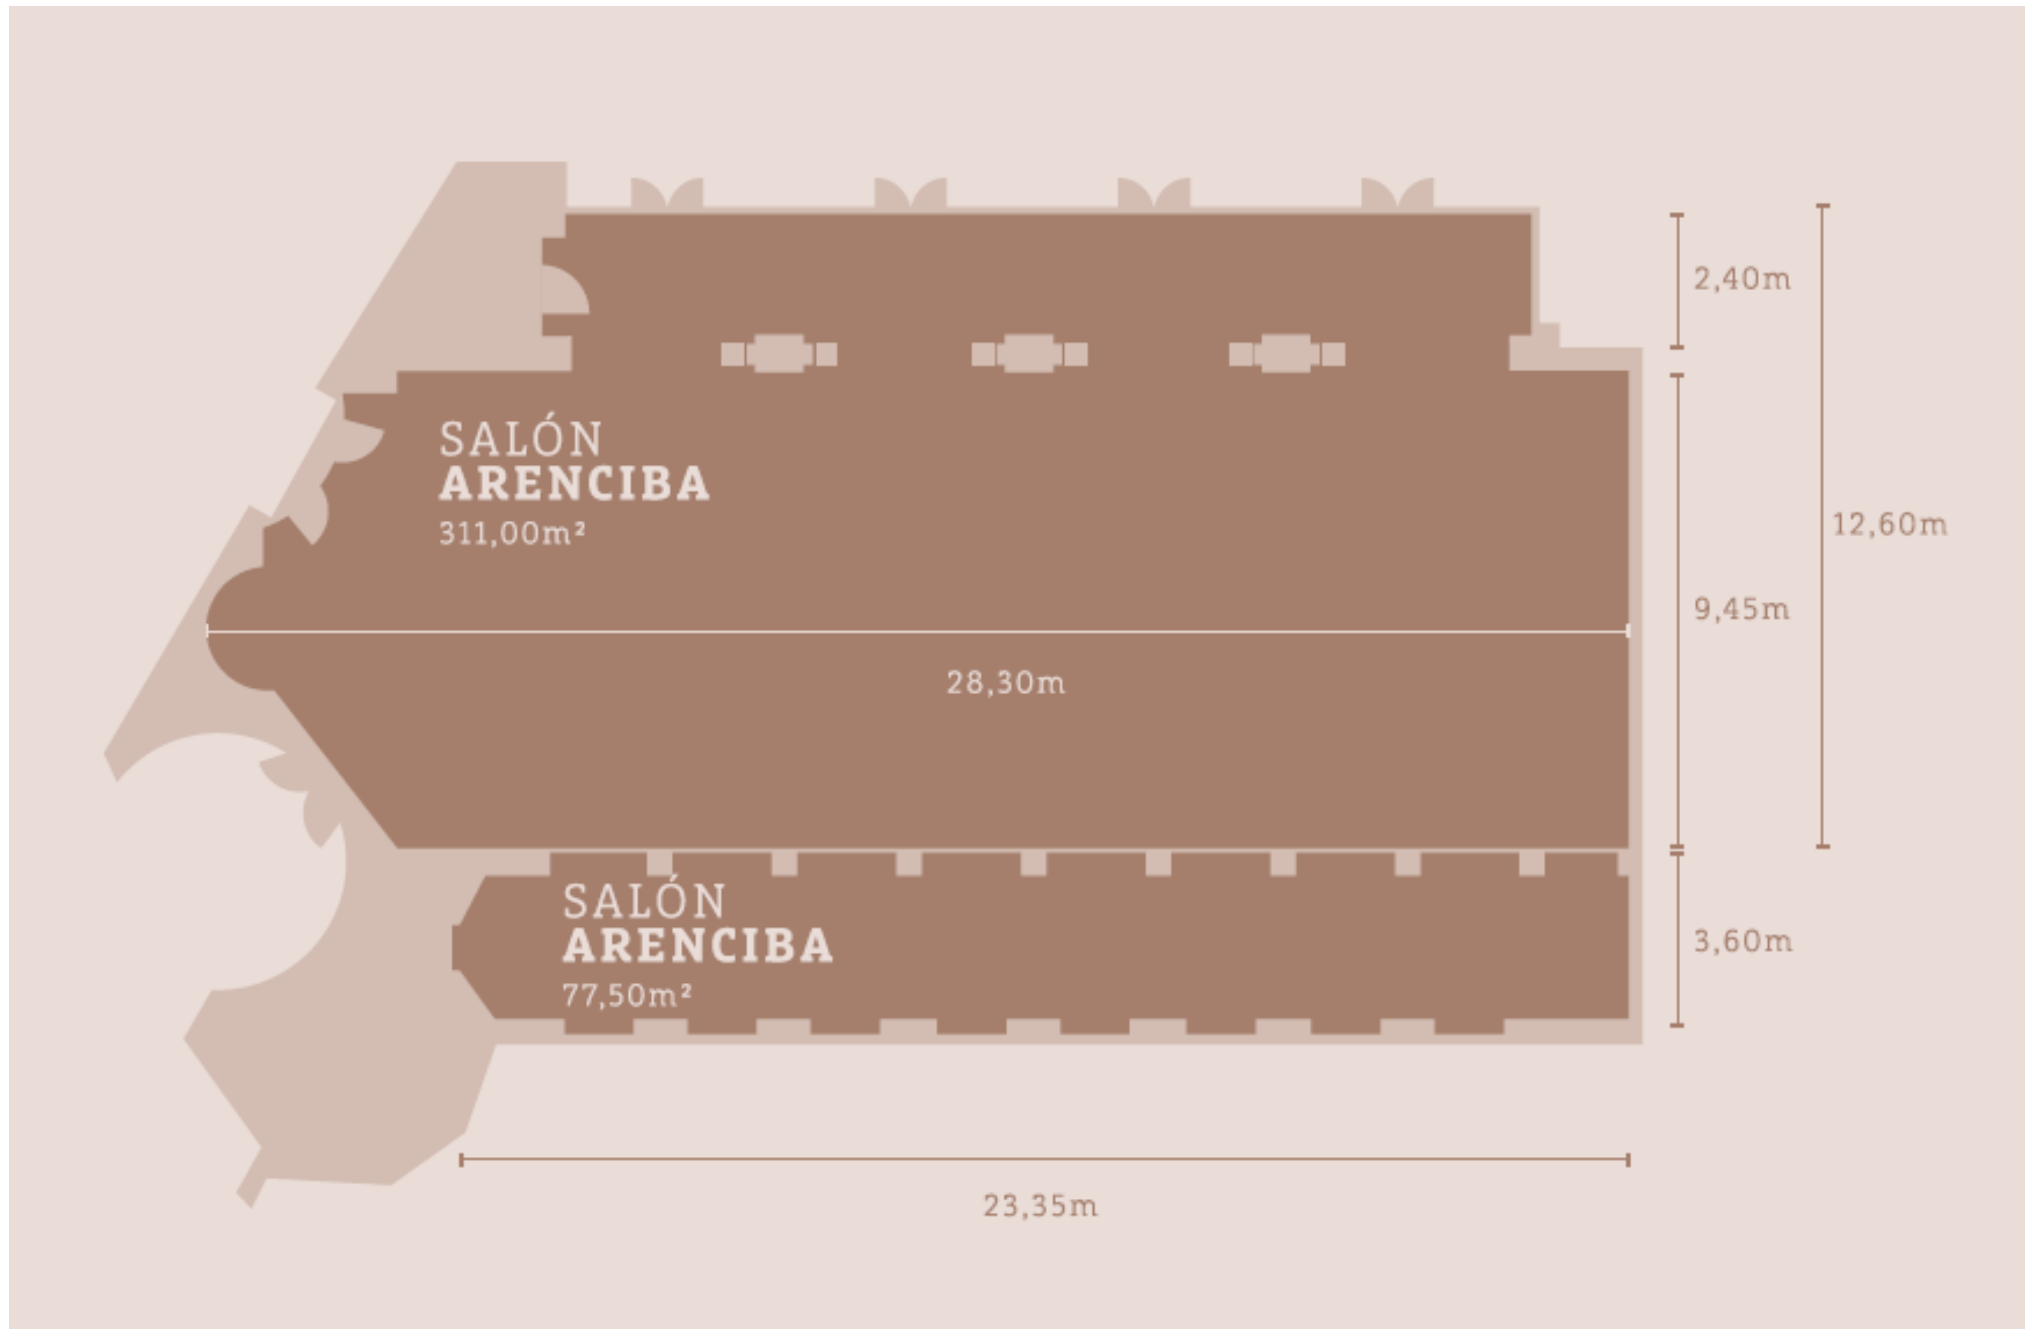 2,40m
SALÓN
ARENCIBA
311,00m²
12,60m
9,45m
28,30m
SALÓN
ARENCIBA
77,50m²
3,60m
23,35m